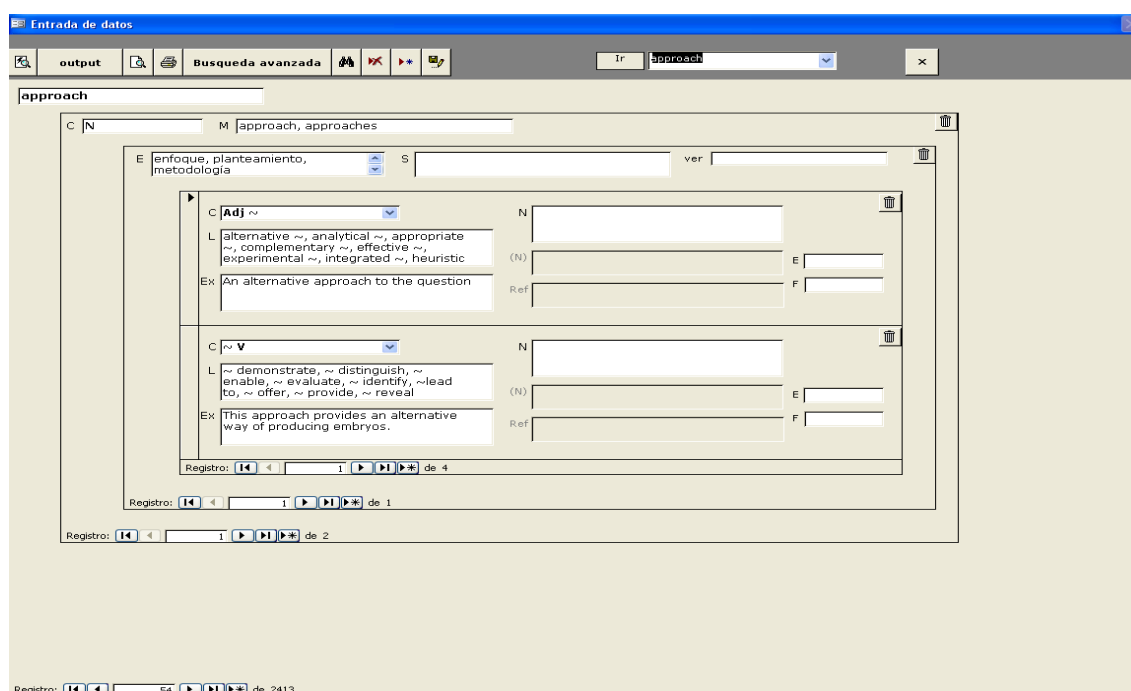 Entrada de datos
output Busqueda avanzada Ir approach ×
approach
C N M approach, approaches
E enfoque, planteamiento, metodología S ver
C Adj ~ N
L alternative ~, analytical ~, appropriate
~, complementary ~, effective ~,
experimental ~, integrated ~, heuristic
(N) E
Ex An alternative approach to the question
Ref F
C ~ V N
L ~ demonstrate, ~ distinguish, ~
enable, ~ evaluate, ~ identify, ~lead
to, ~ offer, ~ provide, ~ reveal
(N) E
Ex This approach provides an alternative
way of producing embryos.
Ref F
Registro: 1 de 4
Registro: 1 de 1
Registro: 1 de 2
Registro: 54 de 2413